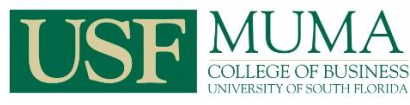 USF
MUMA
COLLEGE OF BUSINESS
UNIVERSITY OF SOUTH FLORIDA